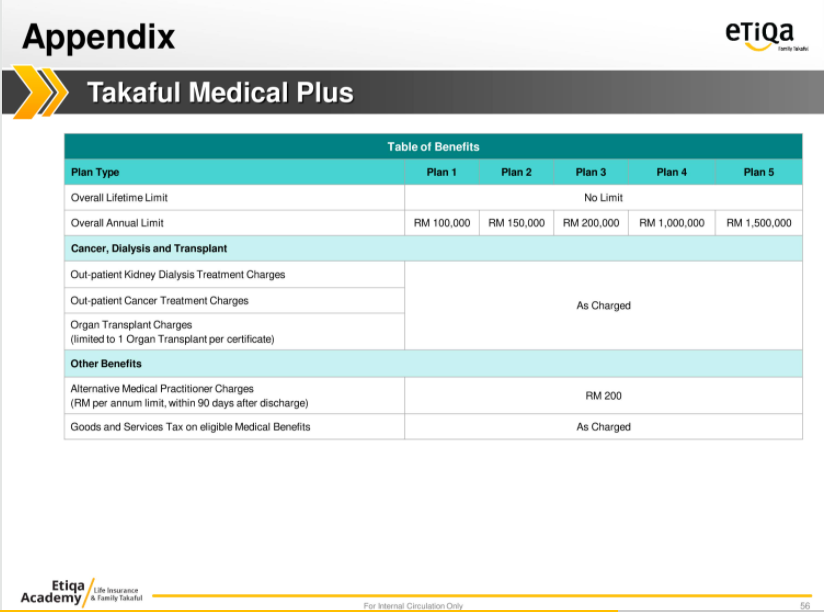 Appendix
eTiQa
Family Takaful
Takaful Medical Plus
Table of Benefits
Plan Type Plan 1 Plan 2 Plan 3 Plan 4 Plan 5
Overall Lifetime Limit No Limit
Overall Annual Limit RM 100,000 RM 150,000 RM 200,000 RM 1,000,000 RM 1,500,000
Cancer, Dialysis and Transplant
Out-patient Kidney Dialysis Treatment Charges
Out-patient Cancer Treatment Charges
As Charged
Organ Transplant Charges
(limited to 1 Organ Transplant per certificate)
Other Benefits
Alternative Medical Practitioner Charges
(RM per annum limit, within 90 days after discharge)
RM 200
Goods and Services Tax on eligible Medical Benefits As Charged
Etiqa
Academy
Life Insurance
& Family Takaful
For Internal Circulation Only
56